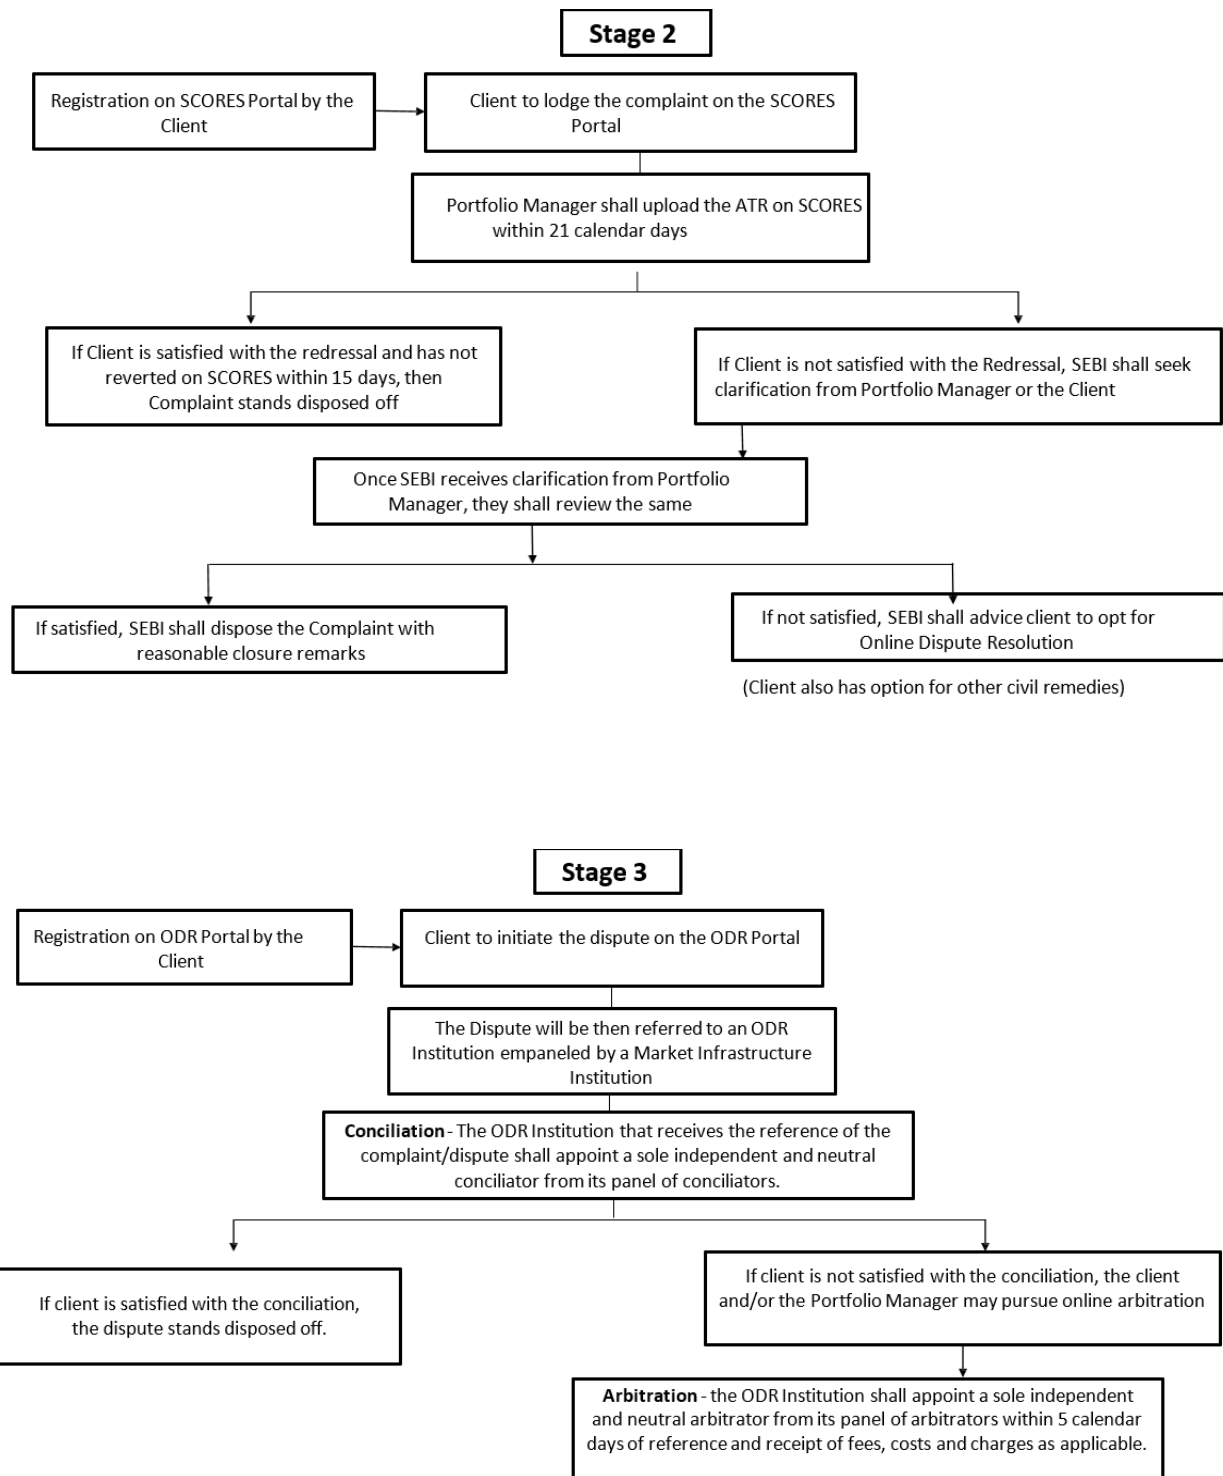 Stage 2
Registration on SCORES Portal by the
Client
Client to lodge the complaint on the SCORES
Portal
Portfolio Manager shall upload the ATR on SCORES
within 21 calendar days
If Client is satisfied with the redressal and has not
reverted on SCORES within 15 days, then
Complaint stands disposed off
If Client is not satisfied with the Redressal, SEBI shall seek
clarification from Portfolio Manager or the Client
Once SEBI receives clarification from Portfolio
Manager, they shall review the same
If satisfied, SEBI shall dispose the Complaint with
reasonable closure remarks
If not satisfied, SEBI shall advice client to opt for
Online Dispute Resolution
(Client also has option for other civil remedies)
Stage 3
Registration on ODR Portal by the
Client
Client to initiate the dispute on the ODR Portal
The Dispute will be then referred to an ODR
Institution empaneled by a Market Infrastructure
Institution
Conciliation - The ODR Institution that receives the reference of the
complaint/dispute shall appoint a sole independent and neutral
conciliator from its panel of conciliators.
If client is satisfied with the conciliation,
the dispute stands disposed off.
If client is not satisfied with the conciliation, the client
and/or the Portfolio Manager may pursue online arbitration
Arbitration - the ODR Institution shall appoint a sole independent
and neutral arbitrator from its panel of arbitrators within 5 calendar
days of reference and receipt of fees, costs and charges as applicable.